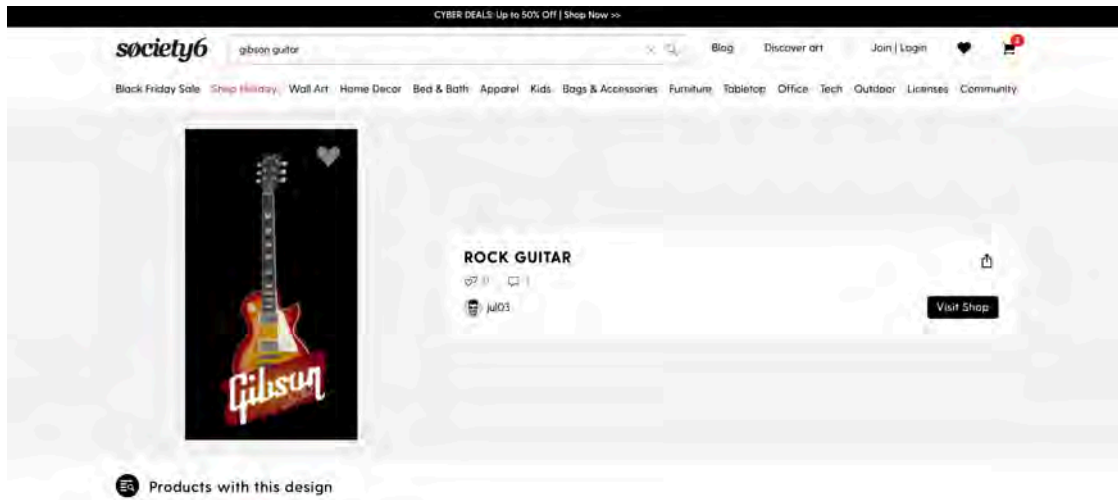 CYBER DEALS: Up to 50% Off | Shop Now >>
society6 gibson guitar Blog Discover art Join | Login
Black Friday Sale Shop Holiday Wall Art Home Decor Bed & Bath Apparel Kids Bags & Accessories Furniture Tabletop Office Tech Outdoor Licenses Community
Gibson
ROCK GUITAR
jul03
Visit Shop
Products with this design